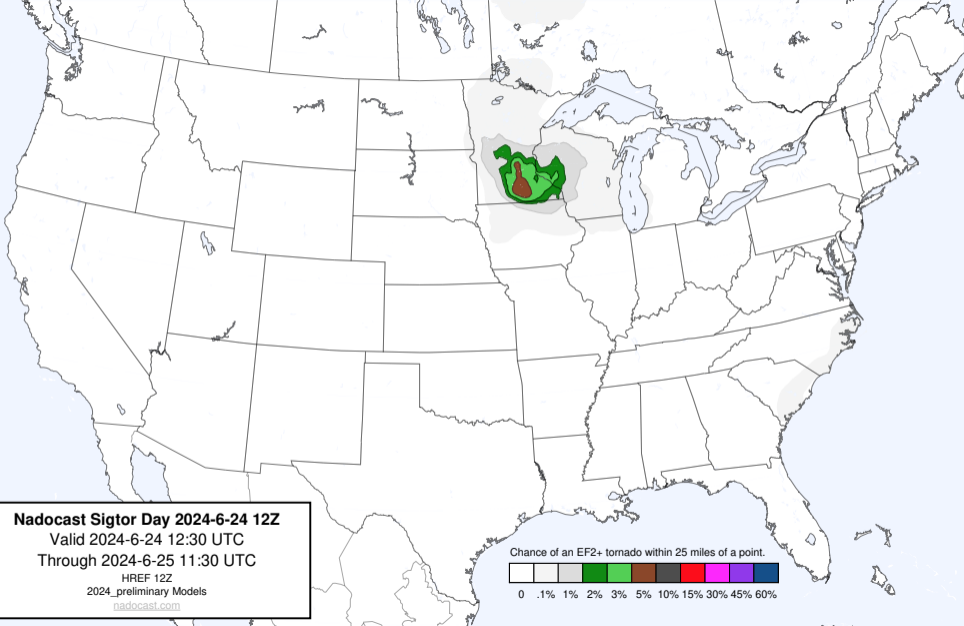 Nadocast Sigtor Day 2024-6-24 12Z
Valid 2024-6-24 12:30 UTC
Through 2024-6-25 11:30 UTC
HREF 12Z
2024_preliminary Models
nadocast.com
Chance of an EF2+ tornado within 25 miles of a point.
0 .1% 1% 2% 3% 5% 10% 15% 30% 45% 60%